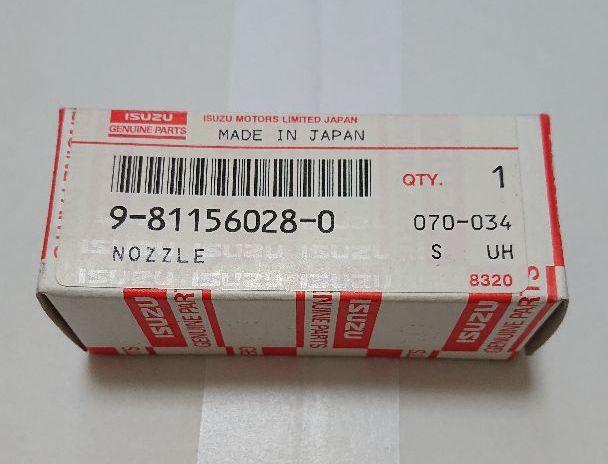 ISUZU ISUZU MOTORS LIMITED JAPAN
GENUINE PARTS MADE IN JAPAN
QTY. 1
9-81156028-0 070-034
NOZZLE S UH
8320
ISUZU GENUINE PARTS ISUZU GENUINE PARTS ISUZU GENUINE PAR